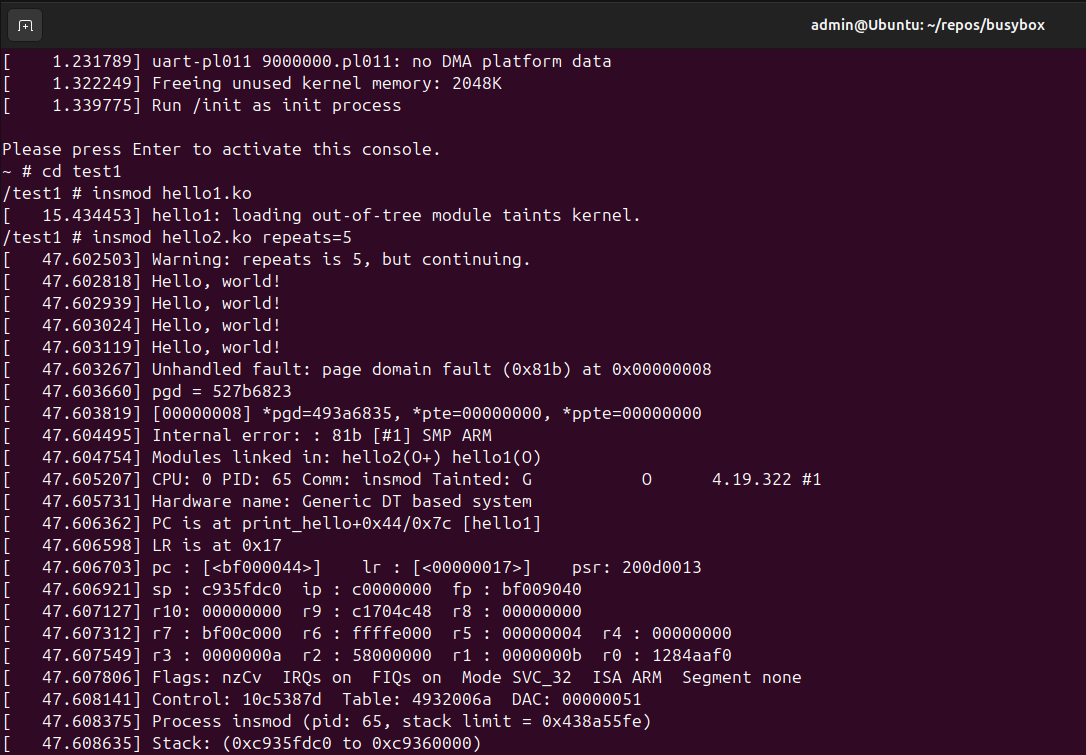 admin@Ubuntu: ~/repos/busybox
[    1.231789] uart-pl011 9000000.pl011: no DMA platform data
[    1.322249] Freeing unused kernel memory: 2048K
[    1.339775] Run /init as init process

Please press Enter to activate this console.
~ # cd test1
/test1 # insmod hello1.ko
[   15.434453] hello1: loading out-of-tree module taints kernel.
/test1 # insmod hello2.ko repeats=5
[   47.602503] Warning: repeats is 5, but continuing.
[   47.602818] Hello, world!
[   47.602939] Hello, world!
[   47.603024] Hello, world!
[   47.603119] Hello, world!
[   47.603267] Unhandled fault: page domain fault (0x81b) at 0x00000008
[   47.603660] pgd = 527b6823
[   47.603819] [00000008] *pgd=493a6835, *pte=00000000, *ppte=00000000
[   47.604495] Internal error: : 81b [#1] SMP ARM
[   47.604754] Modules linked in: hello2(O+) hello1(O)
[   47.605207] CPU: 0 PID: 65 Comm: insmod Tainted: G           O      4.19.322 #1
[   47.605731] Hardware name: Generic DT based system
[   47.606362] PC is at print_hello+0x44/0x7c [hello1]
[   47.606598] LR is at 0x17
[   47.606703] pc : [<bf000044>]    lr : [<00000017>]    psr: 200d0013
[   47.606921] sp : c935fdc0  ip : c0000000  fp : bf009040
[   47.607127] r10: 00000000  r9 : c1704c48  r8 : 00000000
[   47.607312] r7 : bf00c000  r6 : ffffe000  r5 : 00000004  r4 : 00000000
[   47.607549] r3 : 0000000a  r2 : 58000000  r1 : 0000000b  r0 : 1284aaf0
[   47.607806] Flags: nzCv  IRQs on  FIQs on  Mode SVC_32  ISA ARM  Segment none
[   47.608141] Control: 10c5387d  Table: 4932006a  DAC: 00000051
[   47.608375] Process insmod (pid: 65, stack limit = 0x438a55fe)
[   47.608635] Stack: (0xc935fdc0 to 0xc9360000)